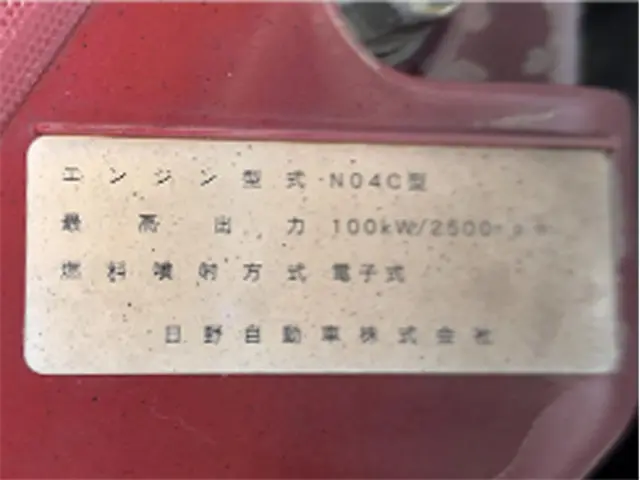 エンジン型式 N04C型
最高出力 100kW/2500
燃料噴射方式 電子式
日野自動車株式会社